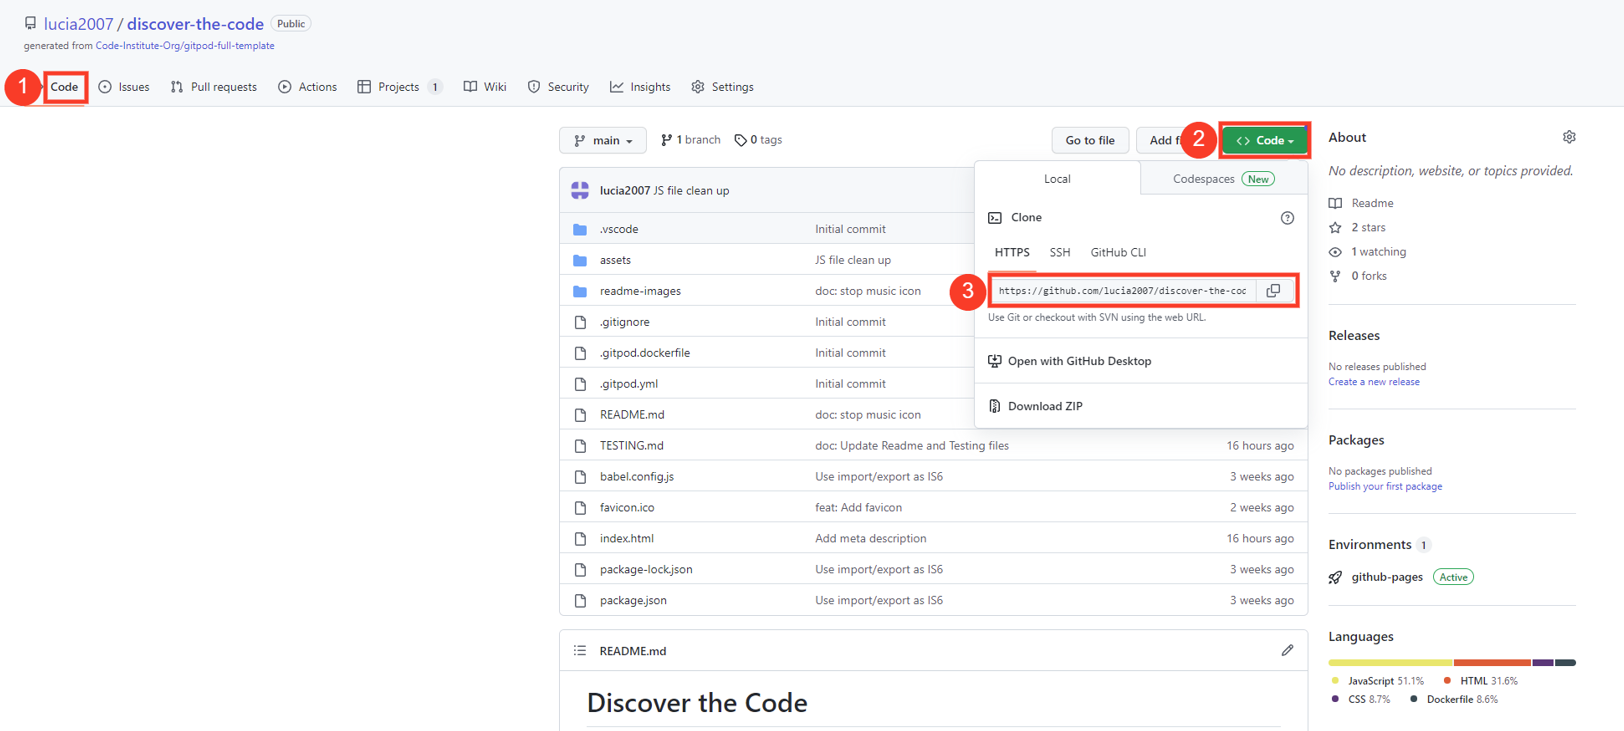 lucia2007 / discover-the-code Public
generated from Code-Institute-Org/gitpod-full-template
1 Code Issues Pull requests Actions Projects 1 Wiki Security Insights Settings
main 1 branch 0 tags Go to file Add 2 <> Code
lucia2007 JS file clean up
.vscode Initial commit
assets JS file clean up
readme-images doc: stop music icon
.gitignore Initial commit
.gitpod.dockerfile Initial commit
.gitpod.yml Initial commit
README.md doc: stop music icon
TESTING.md doc: Update Readme and Testing files 16 hours ago
babel.config.js Use import/export as IS6 3 weeks ago
favicon.ico feat: Add favicon 2 weeks ago
index.html Add meta description 16 hours ago
package-lock.json Use import/export as IS6 3 weeks ago
package.json Use import/export as IS6 3 weeks ago
Local Codespaces New
Clone
HTTPS SSH GitHub CLI
3 https://github.com/lucia2007/discover-the-coc
Use Git or checkout with SVN using the web URL.
Open with GitHub Desktop
Download ZIP
README.md
Discover the Code
About
No description, website, or topics provided.
Readme
2 stars
1 watching
0 forks
Releases
No releases published
Create a new release
Packages
No packages published
Publish your first package
Environments 1
github-pages Active
Languages
JavaScript 51.1% HTML 31.6%
CSS 8.7% Dockerfile 8.6%